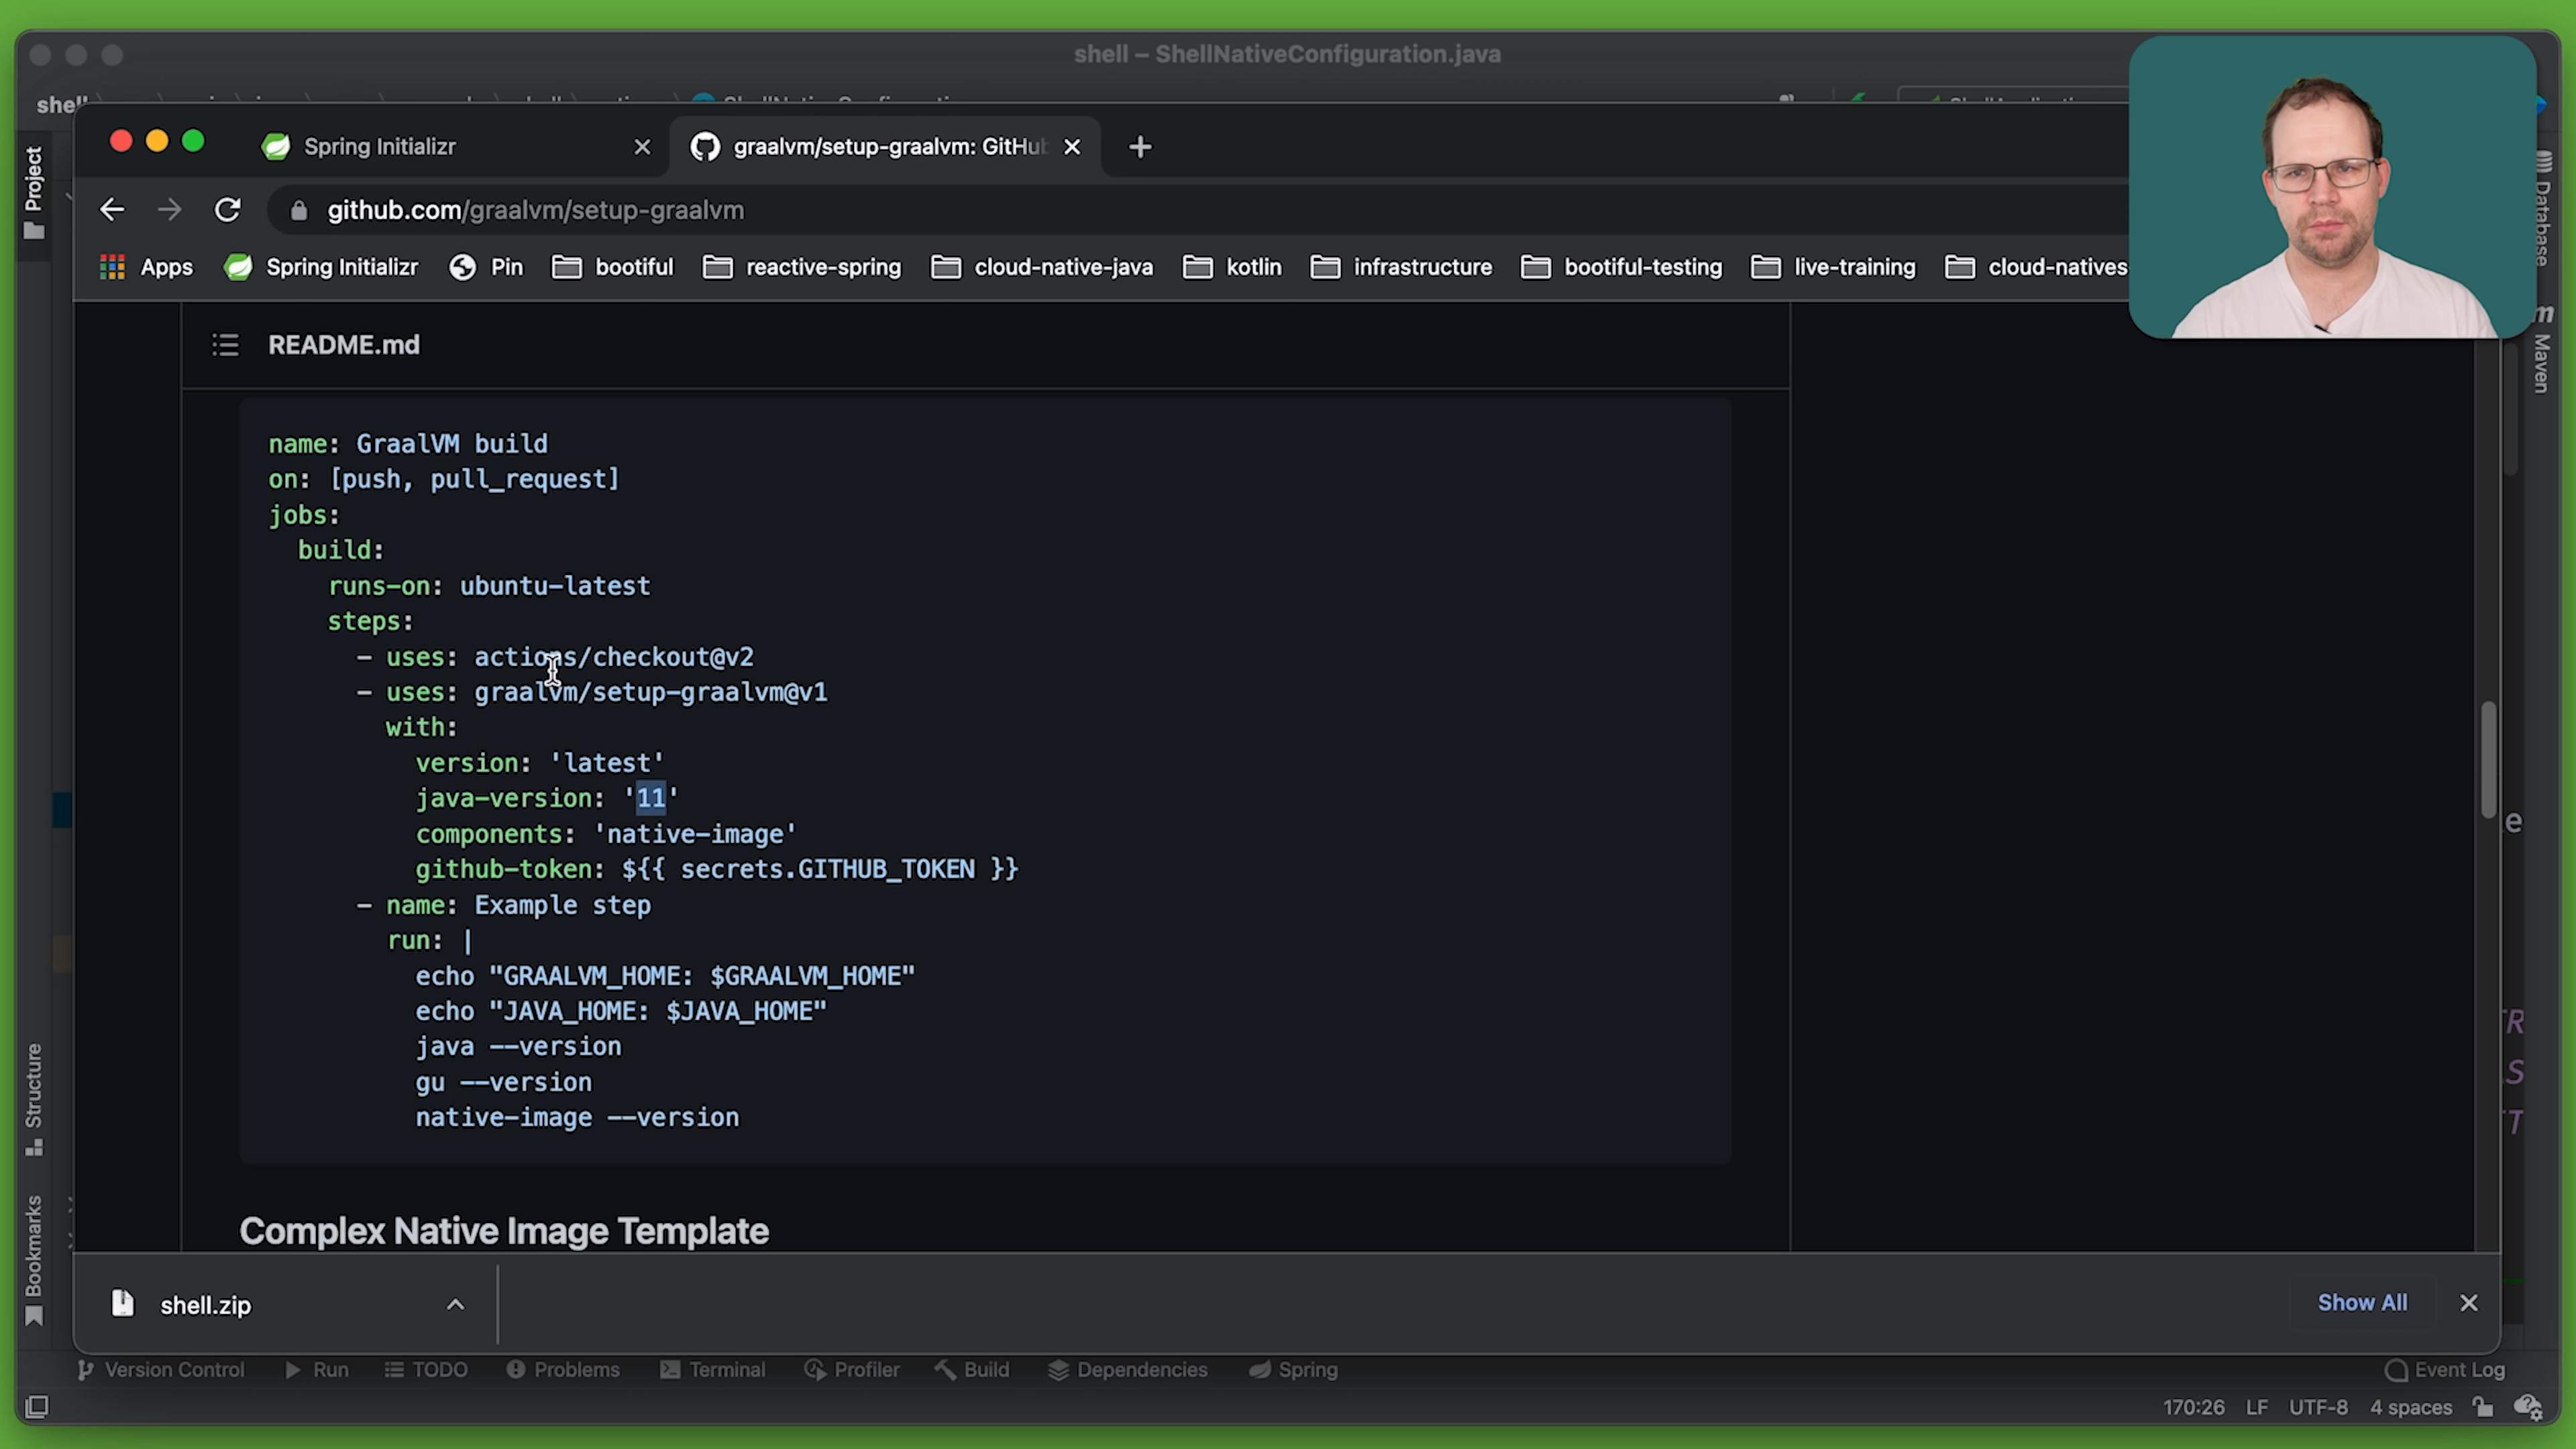 shell – ShellNativeConfiguration.java
shell
Spring Initializr
graalvm/setup-graalvm: GitHub
github.com/graalvm/setup-graalvm
Apps
Spring Initializr
Pin
bootiful
reactive-spring
cloud-native-java
kotlin
infrastructure
bootiful-testing
live-training
cloud-natives
Project
Database
Maven
README.md
name: GraalVM build
on: [push, pull_request]
jobs:
build:
runs-on: ubuntu-latest
steps:
- uses: actions/checkout@v2
- uses: graalvm/setup-graalvm@v1
with:
version: 'latest'
java-version: '11'
components: 'native-image'
github-token: ${{ secrets.GITHUB_TOKEN }}
- name: Example step
run: |
echo "GRAALVM_HOME: $GRAALVM_HOME"
echo "JAVA_HOME: $JAVA_HOME"
java --version
gu --version
native-image --version
Complex Native Image Template
Structure
Bookmarks
shell.zip
Show All
Version Control
Run
TODO
Problems
Terminal
Profiler
Build
Dependencies
Spring
Event Log
170:26
LF
UTF-8
4 spaces